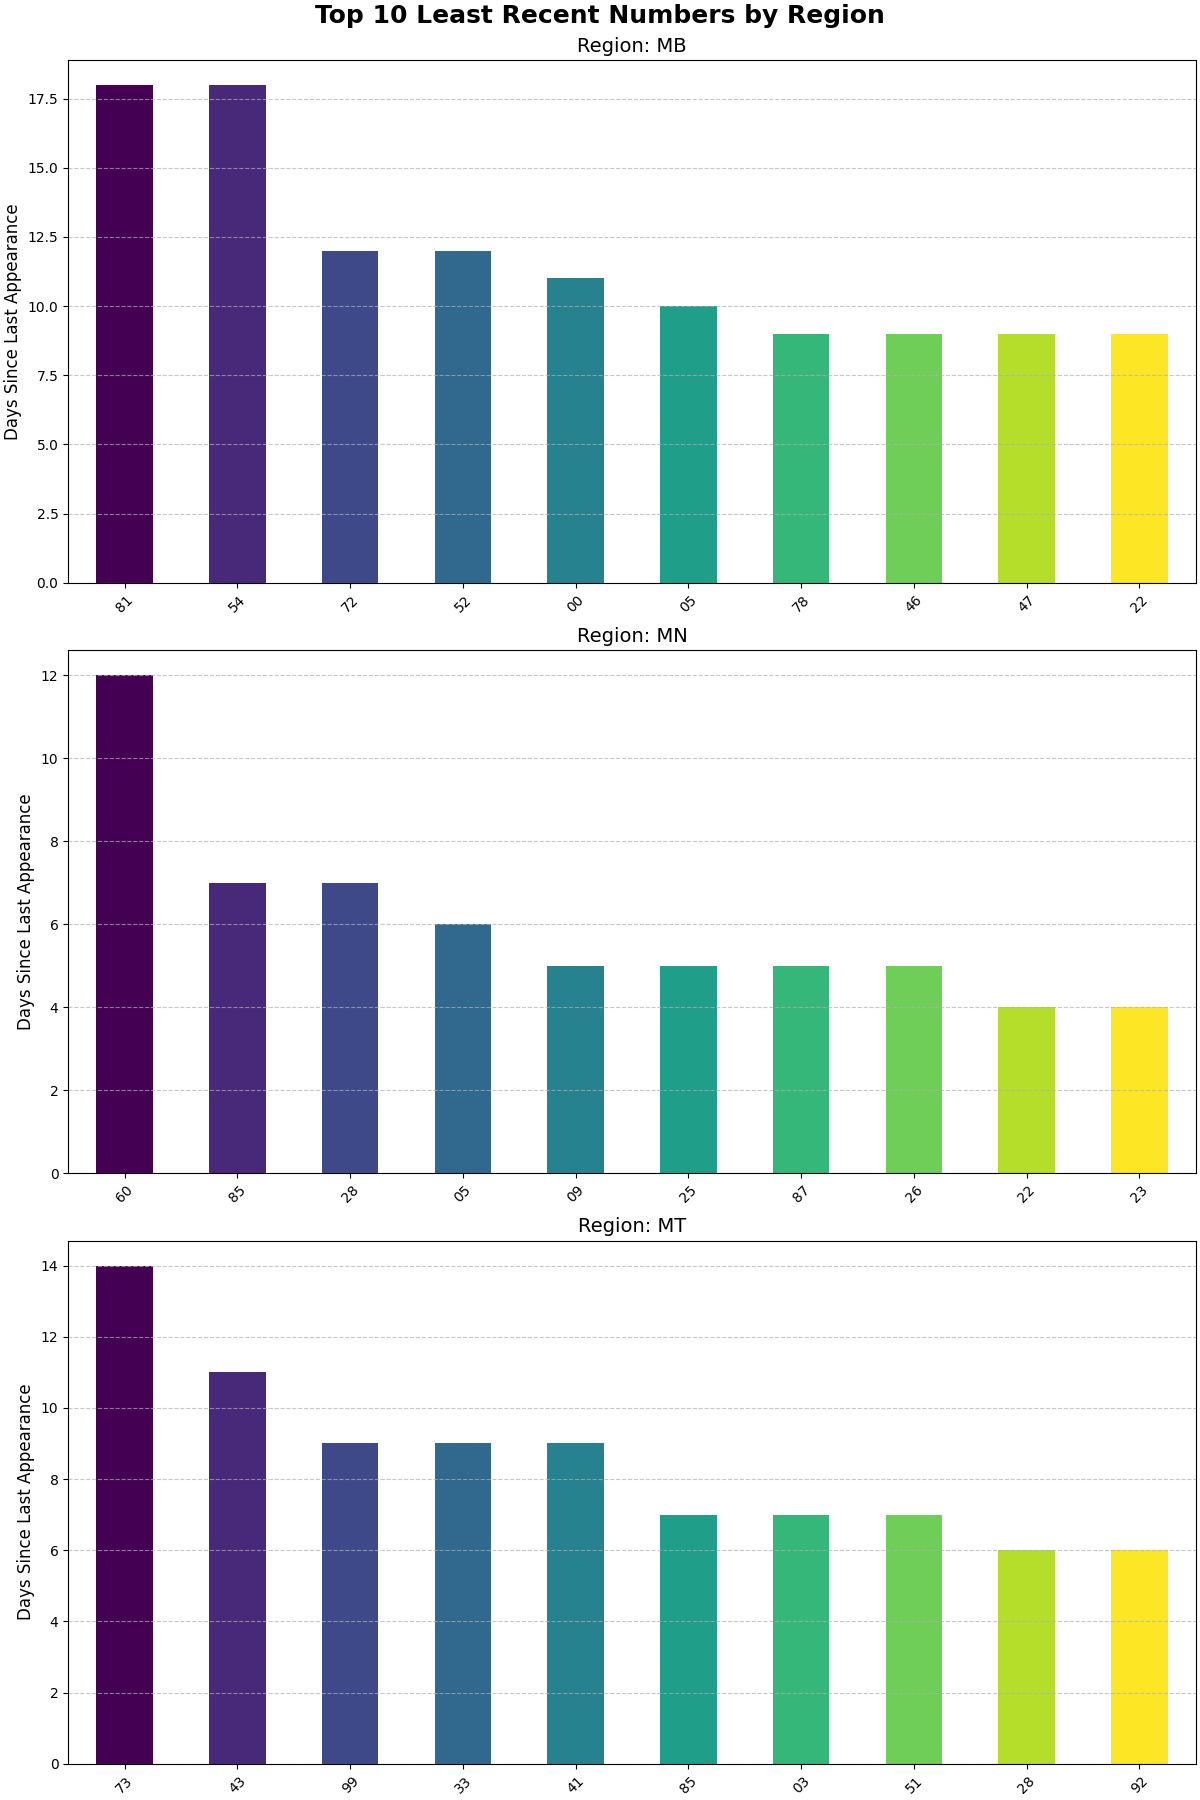 Top 10 Least Recent Numbers by Region
Region: MB
Days Since Last Appearance
17.5
15.0
12.5
10.0
7.5
5.0
2.5
0.0
81 54 72 52 00 05 78 46 47 22
Region: MN
Days Since Last Appearance
12
10
8
6
4
2
0
60 85 28 05 09 25 87 26 22 23
Region: MT
Days Since Last Appearance
14
12
10
8
6
4
2
0
73 43 99 33 41 85 03 51 28 92